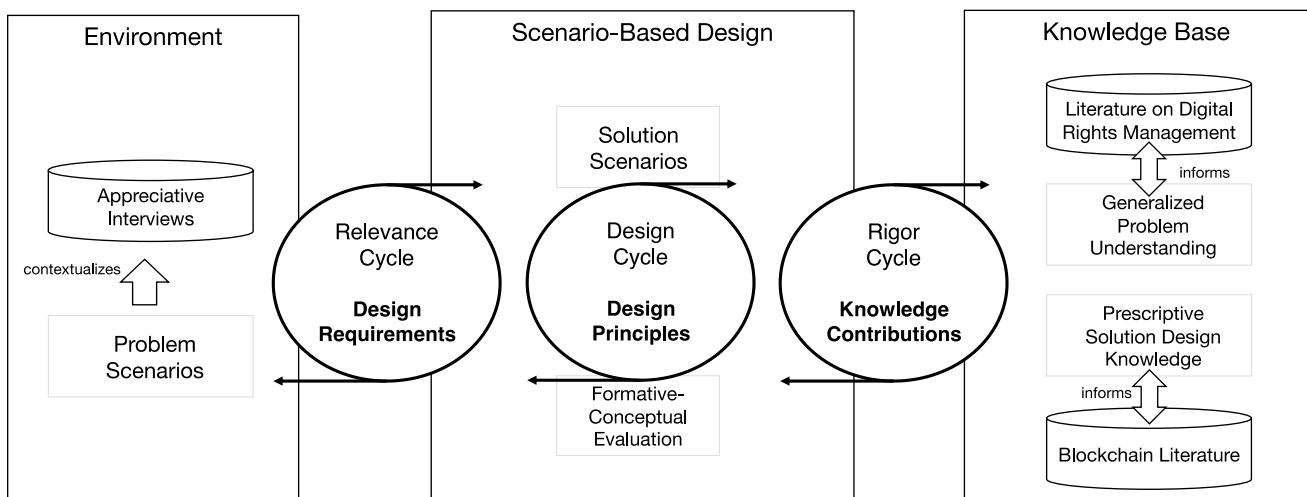 Environment
Appreciative
Interviews
contextualizes
Problem
Scenarios
Relevance
Cycle
Design
Requirements
Scenario-Based Design
Solution
Scenarios
Design
Cycle
Design
Principles
Formative-
Conceptual
Evaluation
Rigor
Cycle
Knowledge
Contributions
Knowledge Base
Literature on Digital
Rights Management
informs
Generalized
Problem
Understanding
Prescriptive
Solution Design
Knowledge
informs
Blockchain Literature